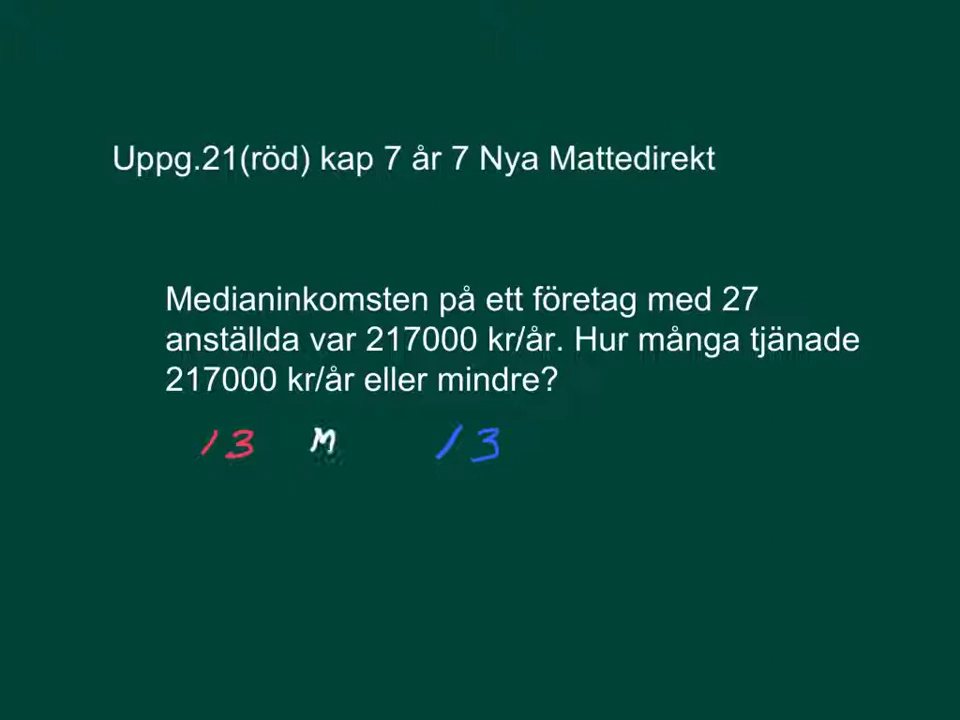 Uppg.21(röd) kap 7 år 7 Nya Mattedirekt
Medianinkomsten på ett företag med 27
anställda var 217000 kr/år. Hur många tjänade
217000 kr/år eller mindre?
13 M 13